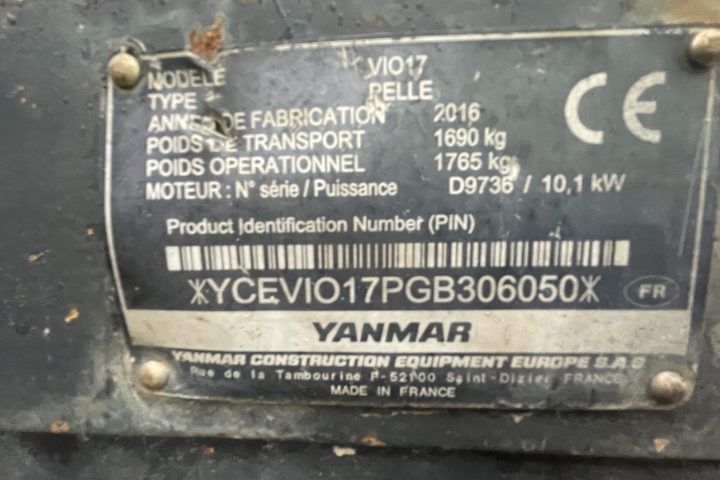 MODELE VIO17
TYPE PELLE
ANNEE DE FABRICATION 2016
POIDS DE TRANSPORT 1690 kg
POIDS OPERATIONNEL 1765 kg
MOTEUR : N° série / Puissance D9736 / 10,1 kW
CE
Product Identification Number (PIN)
*YCEVIO17PGB306050*
FR
YANMAR
YANMAR CONSTRUCTION EQUIPMENT EUROPE S.A.S
Rue de la Tambourine F-52100 Saint-Dizier, FRANCE
MADE IN FRANCE